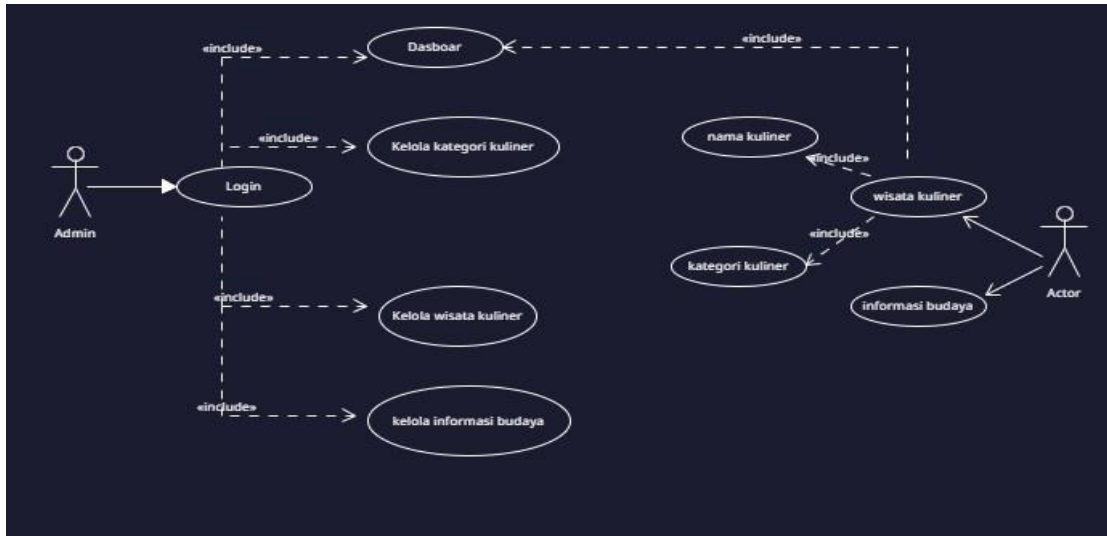 «include»
Dasboar
«include»
«include»
Kelola kategori kuliner
nama kuliner
«include»
Login
wisata kuliner
Admin
«include»
kategori kuliner
Actor
«include»
Kelola wisata kuliner
informasi budaya
«include»
kelola informasi budaya